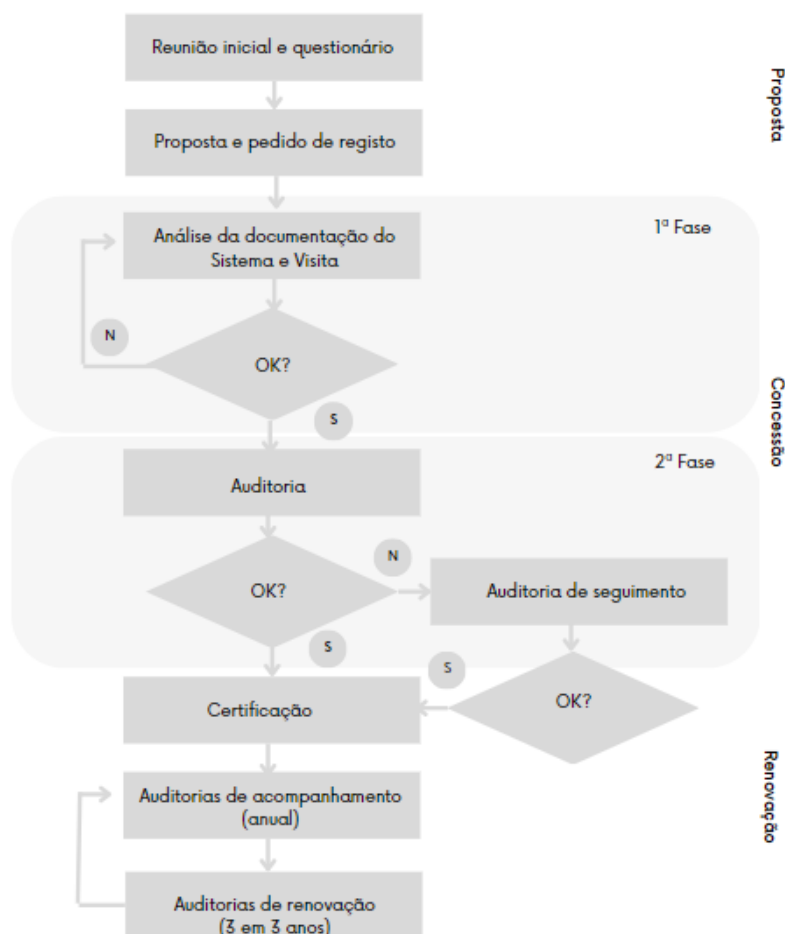 Reunião inicial e questionário
Proposta
Proposta e pedido de registo
1ª Fase
Análise da documentação do
Sistema e Visita
N
OK?
Concessão
S
2ª Fase
Auditoria
N
OK?
Auditoria de seguimento
S
S
OK?
Certificação
Renovação
Auditorias de acompanhamento
(anual)
Auditorias de renovação
(3 em 3 anos)